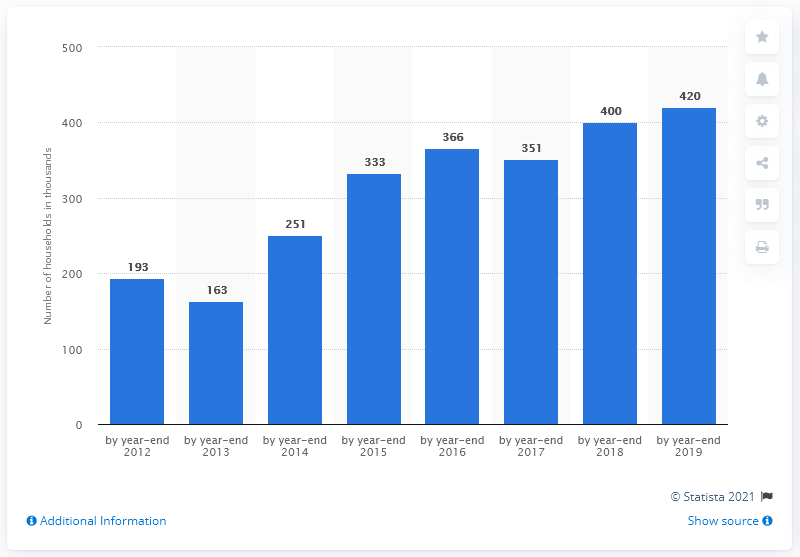 500
400
300
200
100
0
Number of households in thousands
193
163
251
333
366
351
400
420
by year-end 2012
by year-end 2013
by year-end 2014
by year-end 2015
by year-end 2016
by year-end 2017
by year-end 2018
by year-end 2019
© Statista 2021
Additional Information
Show source